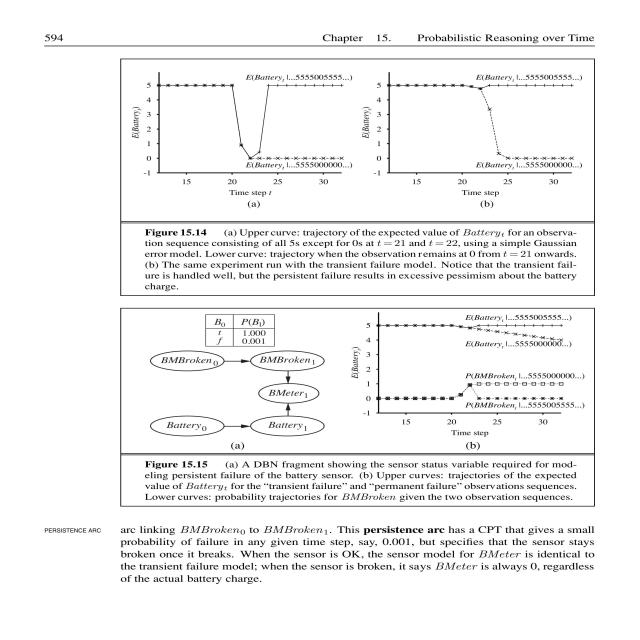 594 Chapter 15. Probabilistic Reasoning over Time
E(Battery_t |...5555005555...)
E(Battery_t)
5
4
3
2
1
0
-1
E(Battery_t |...5555000000...)
15 20 25 30
Time step t
(a)
E(Battery_t |...5555005555...)
E(Battery_t)
5
4
3
2
1
0
-1
E(Battery_t |...5555000000...)
15 20 25 30
Time step
(b)
Figure 15.14 (a) Upper curve: trajectory of the expected value of Battery_t for an observa-
tion sequence consisting of all 5s except for 0s at t = 21 and t = 22, using a simple Gaussian
error model. Lower curve: trajectory when the observation remains at 0 from t = 21 onwards.
(b) The same experiment run with the transient failure model. Notice that the transient fail-
ure is handled well, but the persistent failure results in excessive pessimism about the battery
charge.
B_0 P(B_1)
t 1.000
f 0.001
BMBroken_0 BMBroken_1
BMeter_1
Battery_0 Battery_1
(a)
E(Battery_t |...5555005555...)
E(Battery_t)
5
4
3
2
1
0
-1
E(Battery_t |...5555000000...)
P(BMBroken_t |...5555000000...)
P(BMBroken_t |...5555005555...)
15 20 25 30
Time step
(b)
Figure 15.15 (a) A DBN fragment showing the sensor status variable required for mod-
eling persistent failure of the battery sensor. (b) Upper curves: trajectories of the expected
value of Battery_t for the “transient failure” and “permanent failure” observations sequences.
Lower curves: probability trajectories for BMBroken given the two observation sequences.
PERSISTENCE ARC
arc linking BMBroken_0 to BMBroken_1. This persistence arc has a CPT that gives a small
probability of failure in any given time step, say, 0.001, but specifies that the sensor stays
broken once it breaks. When the sensor is OK, the sensor model for BMeter is identical to
the transient failure model; when the sensor is broken, it says BMeter is always 0, regardless
of the actual battery charge.